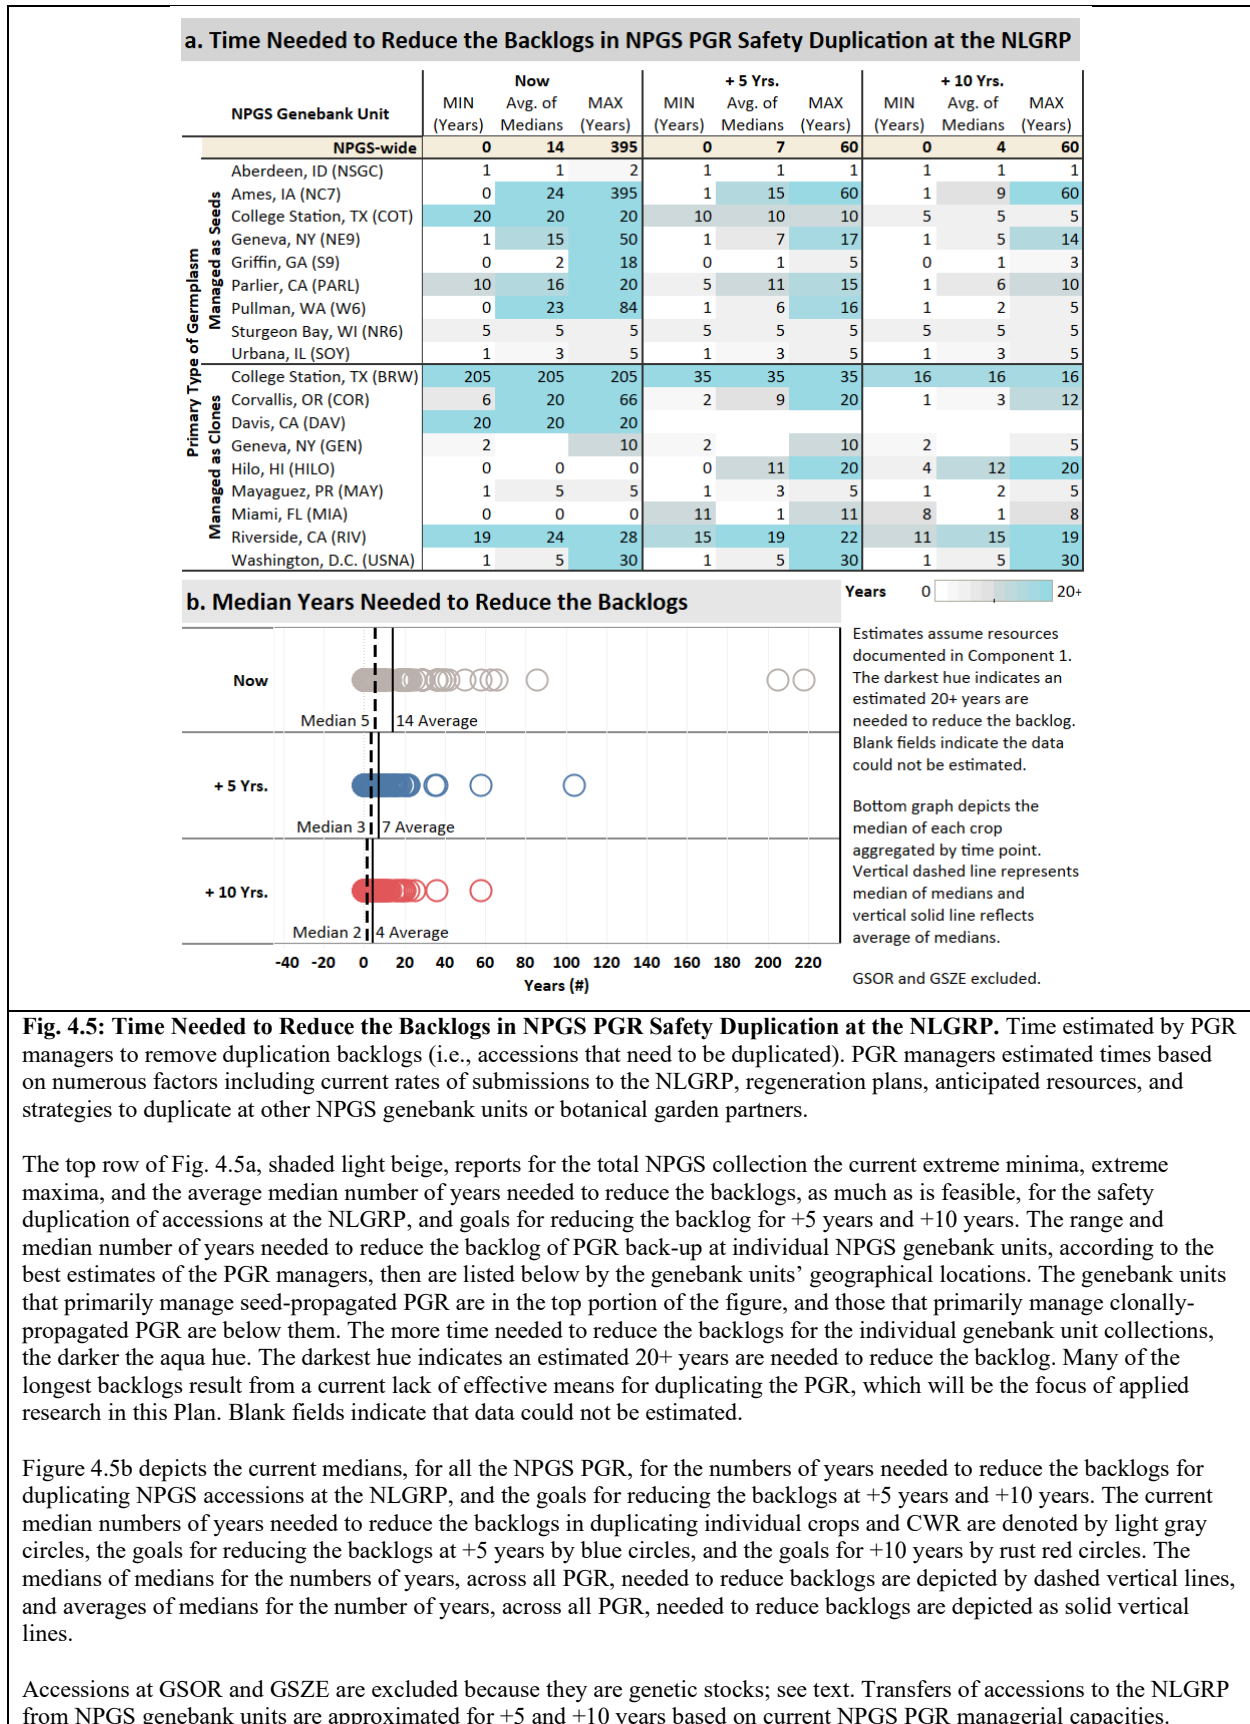 a. Time Needed to Reduce the Backlogs in NPGS PGR Safety Duplication at the NLGRP
Now + 5 Yrs. + 10 Yrs.
NPGS Genebank Unit MIN (Years) Avg. of Medians MAX (Years) MIN (Years) Avg. of Medians MAX (Years) MIN (Years) Avg. of Medians MAX (Years)
NPGS-wide 0 14 395 0 7 60 0 4 60
Primary Type of Germplasm
Managed as Seeds
Aberdeen, ID (NSGC) 1 1 2 1 1 1 1 1 1
Ames, IA (NC7) 0 24 395 1 15 60 1 9 60
College Station, TX (COT) 20 20 20 10 10 10 5 5 5
Geneva, NY (NE9) 1 15 50 1 7 17 1 5 14
Griffin, GA (S9) 0 2 18 0 1 5 0 1 3
Parlier, CA (PARL) 10 16 20 5 11 15 1 6 10
Pullman, WA (W6) 0 23 84 1 6 16 1 2 5
Sturgeon Bay, WI (NR6) 5 5 5 5 5 5 5 5 5
Urbana, IL (SOY) 1 3 5 1 3 5 1 3 5
Managed as Clones
College Station, TX (BRW) 205 205 205 35 35 35 16 16 16
Corvallis, OR (COR) 6 20 66 2 9 20 1 3 12
Davis, CA (DAV) 20 20 20
Geneva, NY (GEN) 2 10 2 10 2 5
Hilo, HI (HILO) 0 0 0 0 11 20 4 12 20
Mayaguez, PR (MAY) 1 5 5 1 3 5 1 2 5
Miami, FL (MIA) 0 0 0 11 1 11 8 1 8
Riverside, CA (RIV) 19 24 28 15 19 22 11 15 19
Washington, D.C. (USNA) 1 5 30 1 5 30 1 5 30
Years 0 20+
b. Median Years Needed to Reduce the Backlogs
Now
Median 5 14 Average
+ 5 Yrs.
Median 3 7 Average
+ 10 Yrs.
Median 2 4 Average
-40 -20 0 20 40 60 80 100 120 140 160 180 200 220
Years (#)
Estimates assume resources
documented in Component 1.
The darkest hue indicates an
estimated 20+ years are
needed to reduce the backlog.
Blank fields indicate the data
could not be estimated.
Bottom graph depicts the
median of each crop
aggregated by time point.
Vertical dashed line represents
median of medians and
vertical solid line reflects
average of medians.
GSOR and GSZE excluded.
Fig. 4.5: Time Needed to Reduce the Backlogs in NPGS PGR Safety Duplication at the NLGRP. Time estimated by PGR
managers to remove duplication backlogs (i.e., accessions that need to be duplicated). PGR managers estimated times based
on numerous factors including current rates of submissions to the NLGRP, regeneration plans, anticipated resources, and
strategies to duplicate at other NPGS genebank units or botanical garden partners.
The top row of Fig. 4.5a, shaded light beige, reports for the total NPGS collection the current extreme minima, extreme
maxima, and the average median number of years needed to reduce the backlogs, as much as is feasible, for the safety
duplication of accessions at the NLGRP, and goals for reducing the backlog for +5 years and +10 years. The range and
median number of years needed to reduce the backlog of PGR back-up at individual NPGS genebank units, according to the
best estimates of the PGR managers, then are listed below by the genebank units’ geographical locations. The genebank units
that primarily manage seed-propagated PGR are in the top portion of the figure, and those that primarily manage clonally-
propagated PGR are below them. The more time needed to reduce the backlogs for the individual genebank unit collections,
the darker the aqua hue. The darkest hue indicates an estimated 20+ years are needed to reduce the backlog. Many of the
longest backlogs result from a current lack of effective means for duplicating the PGR, which will be the focus of applied
research in this Plan. Blank fields indicate that data could not be estimated.
Figure 4.5b depicts the current medians, for all the NPGS PGR, for the numbers of years needed to reduce the backlogs for
duplicating NPGS accessions at the NLGRP, and the goals for reducing the backlogs at +5 years and +10 years. The current
median numbers of years needed to reduce the backlogs in duplicating individual crops and CWR are denoted by light gray
circles, the goals for reducing the backlogs at +5 years by blue circles, and the goals for +10 years by rust red circles. The
medians of medians for the numbers of years, across all PGR, needed to reduce backlogs are depicted by dashed vertical lines,
and averages of medians for the number of years, across all PGR, needed to reduce backlogs are depicted as solid vertical
lines.
Accessions at GSOR and GSZE are excluded because they are genetic stocks; see text. Transfers of accessions to the NLGRP
from NPGS genebank units are approximated for +5 and +10 years based on current NPGS PGR managerial capacities.